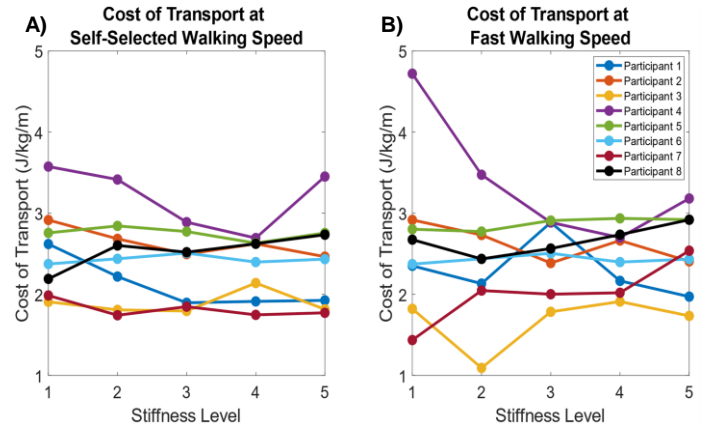 A)
Cost of Transport at
Self-Selected Walking Speed
Cost of Transport (J/kg/m)
5
4
3
2
1
1 2 3 4 5
Stiffness Level
B)
Cost of Transport at
Fast Walking Speed
Cost of Transport (J/kg/m)
5
4
3
2
1
1 2 3 4 5
Stiffness Level
Participant 1
Participant 2
Participant 3
Participant 4
Participant 5
Participant 6
Participant 7
Participant 8